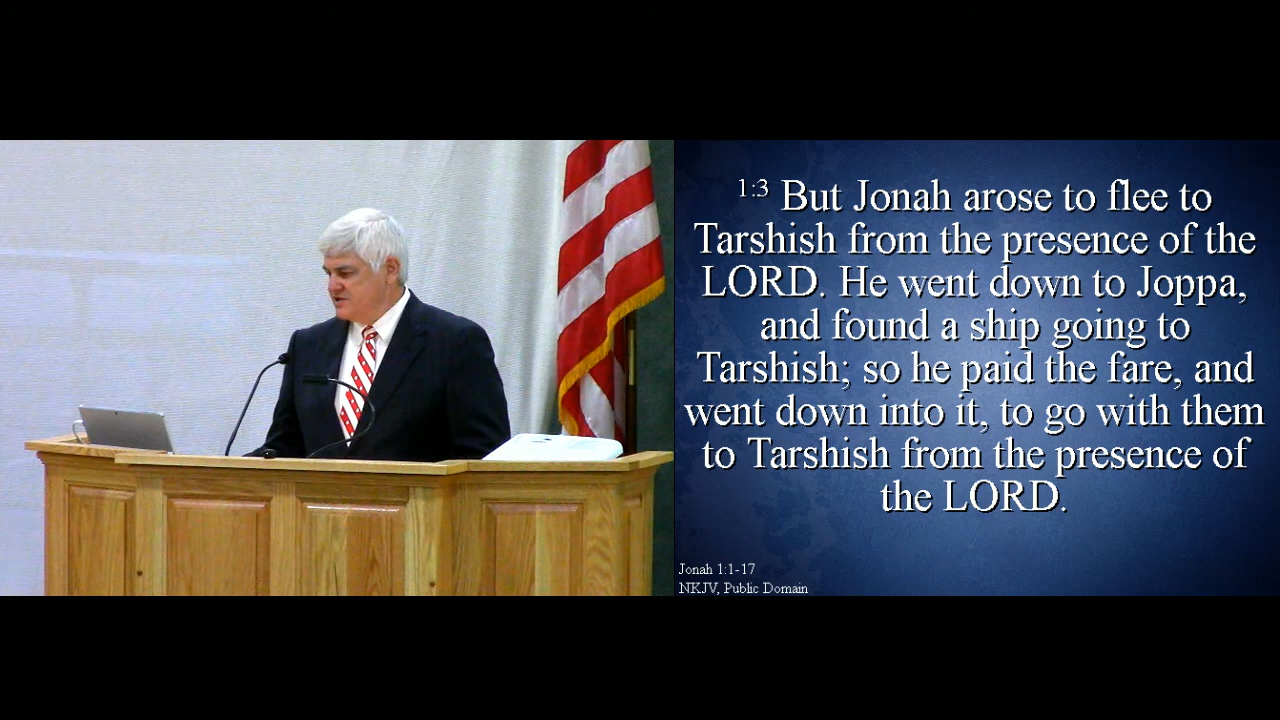 1:3 But Jonah arose to flee to
Tarshish from the presence of the
LORD. He went down to Joppa,
and found a ship going to
Tarshish; so he paid the fare, and
went down into it, to go with them
to Tarshish from the presence of
the LORD.
Jonah 1:1-17
NKJV, Public Domain